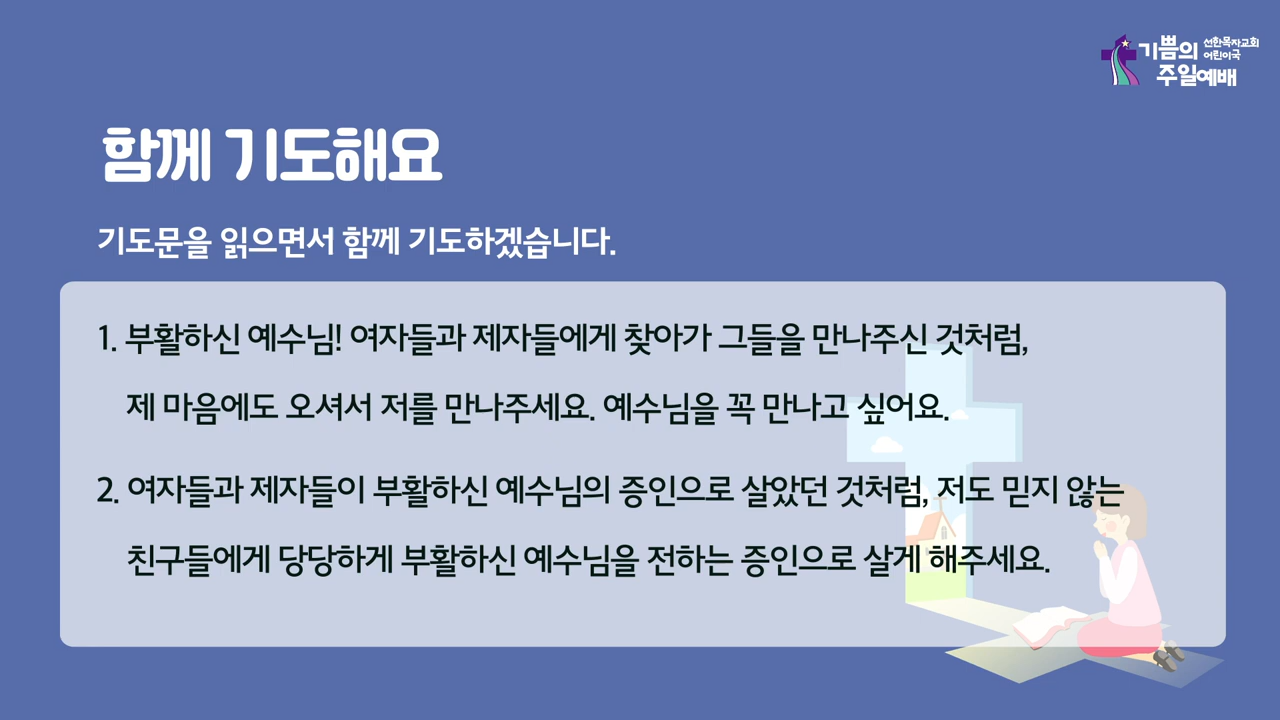 기쁨의 선한목자교회
어린이국
주일예배
함께 기도해요
기도문을 읽으면서 함께 기도하겠습니다.
1. 부활하신 예수님! 여자들과 제자들에게 찾아가 그들을 만나주신 것처럼,
제 마음에도 오셔서 저를 만나주세요. 예수님을 꼭 만나고 싶어요.
2. 여자들과 제자들이 부활하신 예수님의 증인으로 살았던 것처럼, 저도 믿지 않는
친구들에게 당당하게 부활하신 예수님을 전하는 증인으로 살게 해주세요.